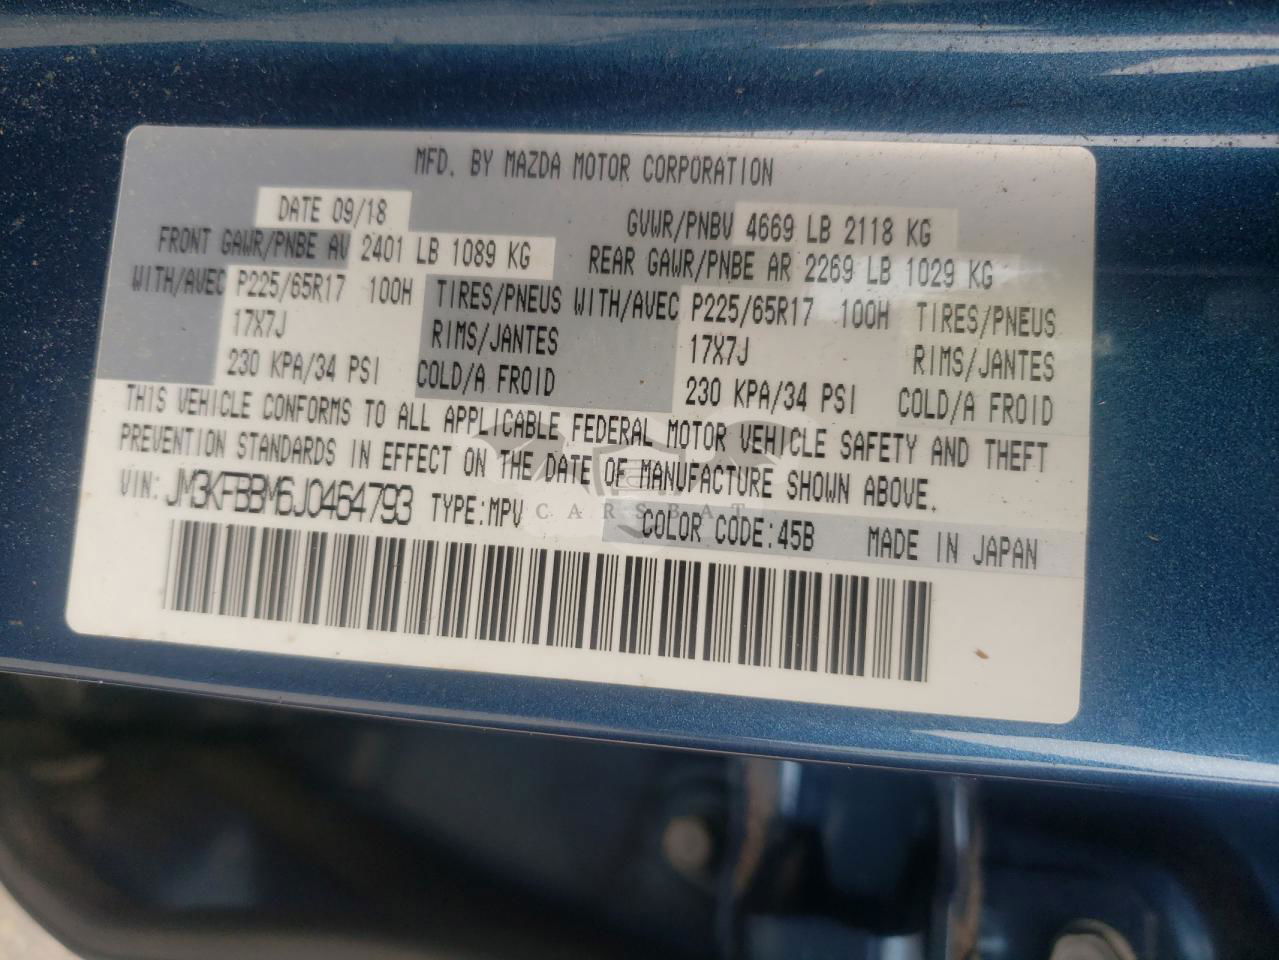 MFD. BY MAZDA MOTOR CORPORATION
DATE 09/18 GVWR/PNBV 4669 LB 2118 KG
FRONT GAWR/PNBE AV 2401 LB 1089 KG REAR GAWR/PNBE AR 2269 LB 1029 KG
WITH/AVEC P225/65R17 100H TIRES/PNEUS WITH/AVEC P225/65R17 100H TIRES/PNEUS
17X7J RIMS/JANTES 17X7J RIMS/JANTES
230 KPA/34 PSI COLD/A FROID 230 KPA/34 PSI COLD/A FROID
THIS VEHICLE CONFORMS TO ALL APPLICABLE FEDERAL MOTOR VEHICLE SAFETY AND THEFT
PREVENTION STANDARDS IN EFFECT ON THE DATE OF MANUFACTURE SHOWN ABOVE.
VIN: JM3KFBBM6J0464793 TYPE:MPV COLOR CODE:45B MADE IN JAPAN
CARSBAT